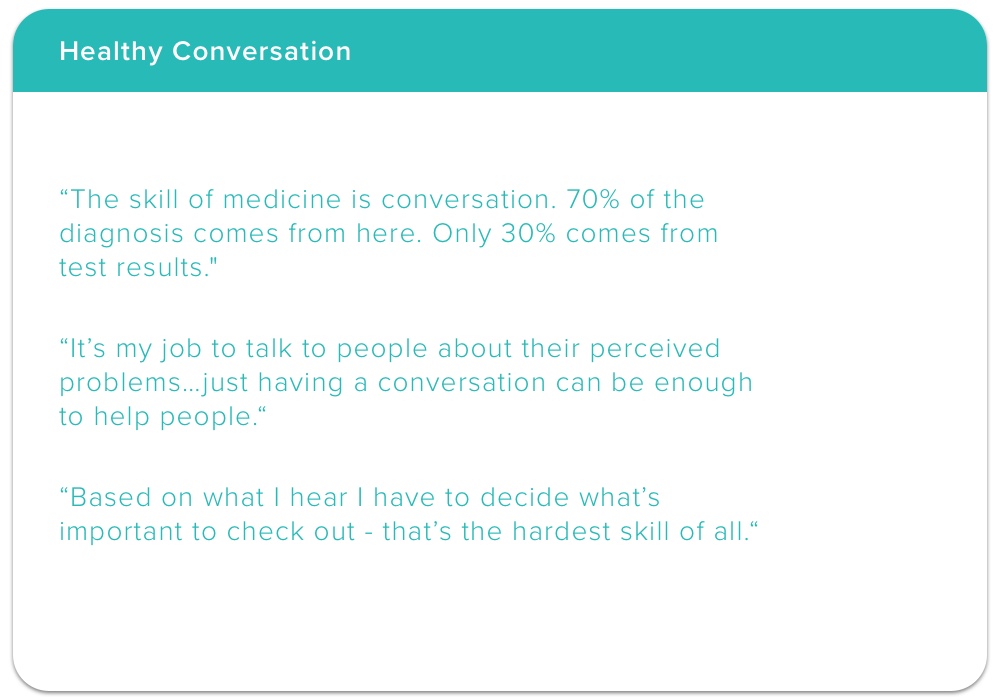 Healthy Conversation
“The skill of medicine is conversation. 70% of the
diagnosis comes from here. Only 30% comes from
test results."
“It’s my job to talk to people about their perceived
problems...just having a conversation can be enough
to help people.“
“Based on what I hear I have to decide what’s
important to check out - that’s the hardest skill of all.“